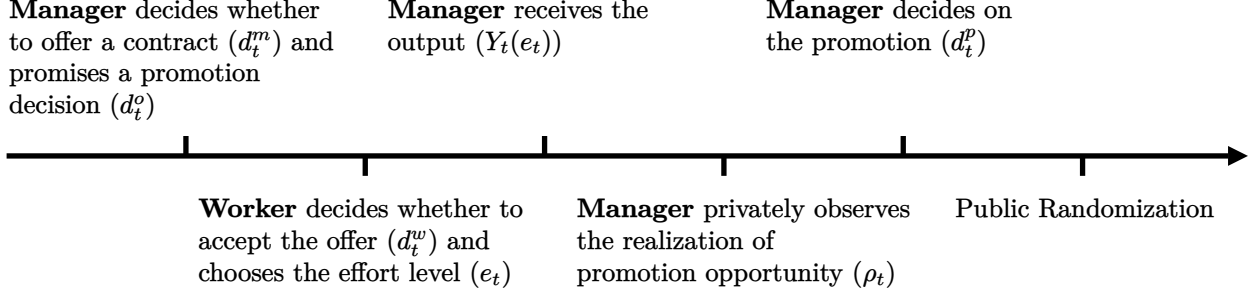 Manager decides whether
to offer a contract (d_t^m) and
promises a promotion
decision (d_t^o)
Manager receives the
output (Y_t(e_t))
Manager decides on
the promotion (d_t^p)
Worker decides whether to
accept the offer (d_t^w) and
chooses the effort level (e_t)
Manager privately observes
the realization of
promotion opportunity (ρ_t)
Public Randomization